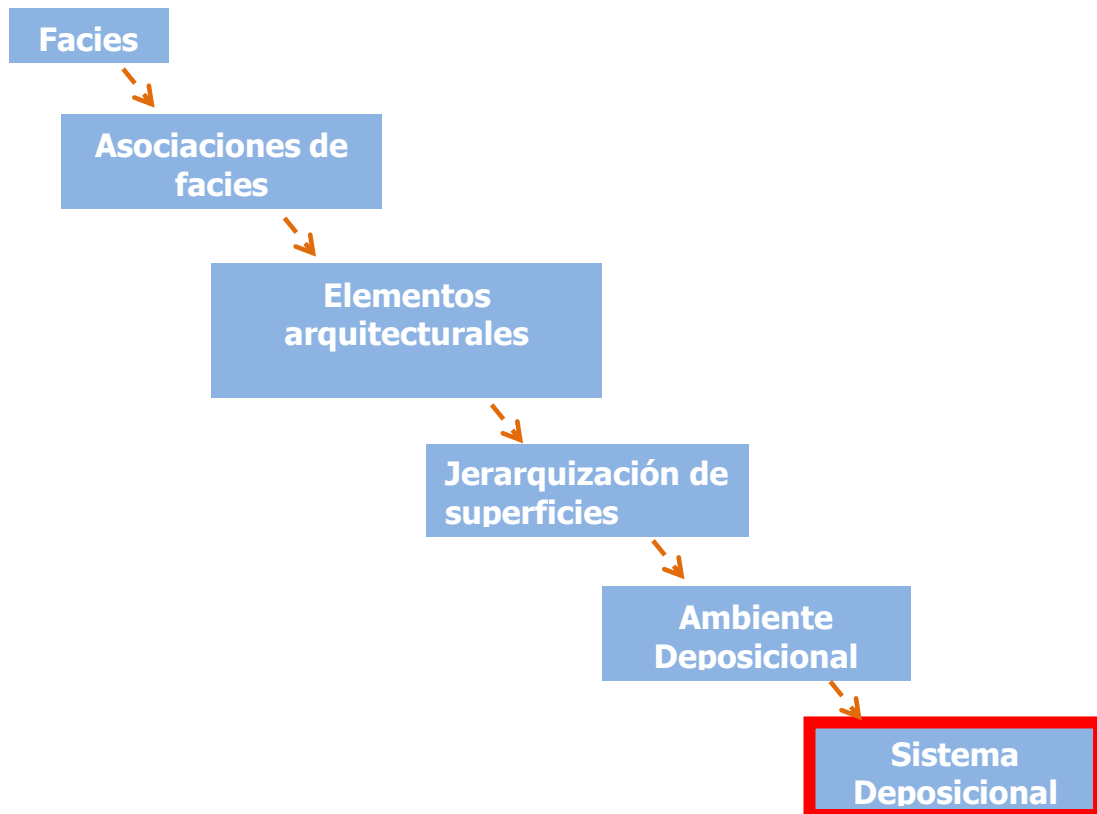 Facies
Asociaciones de
facies
Elementos
arquitecturales
Jerarquización de
superficies
Ambiente
Deposicional
Sistema
Deposicional